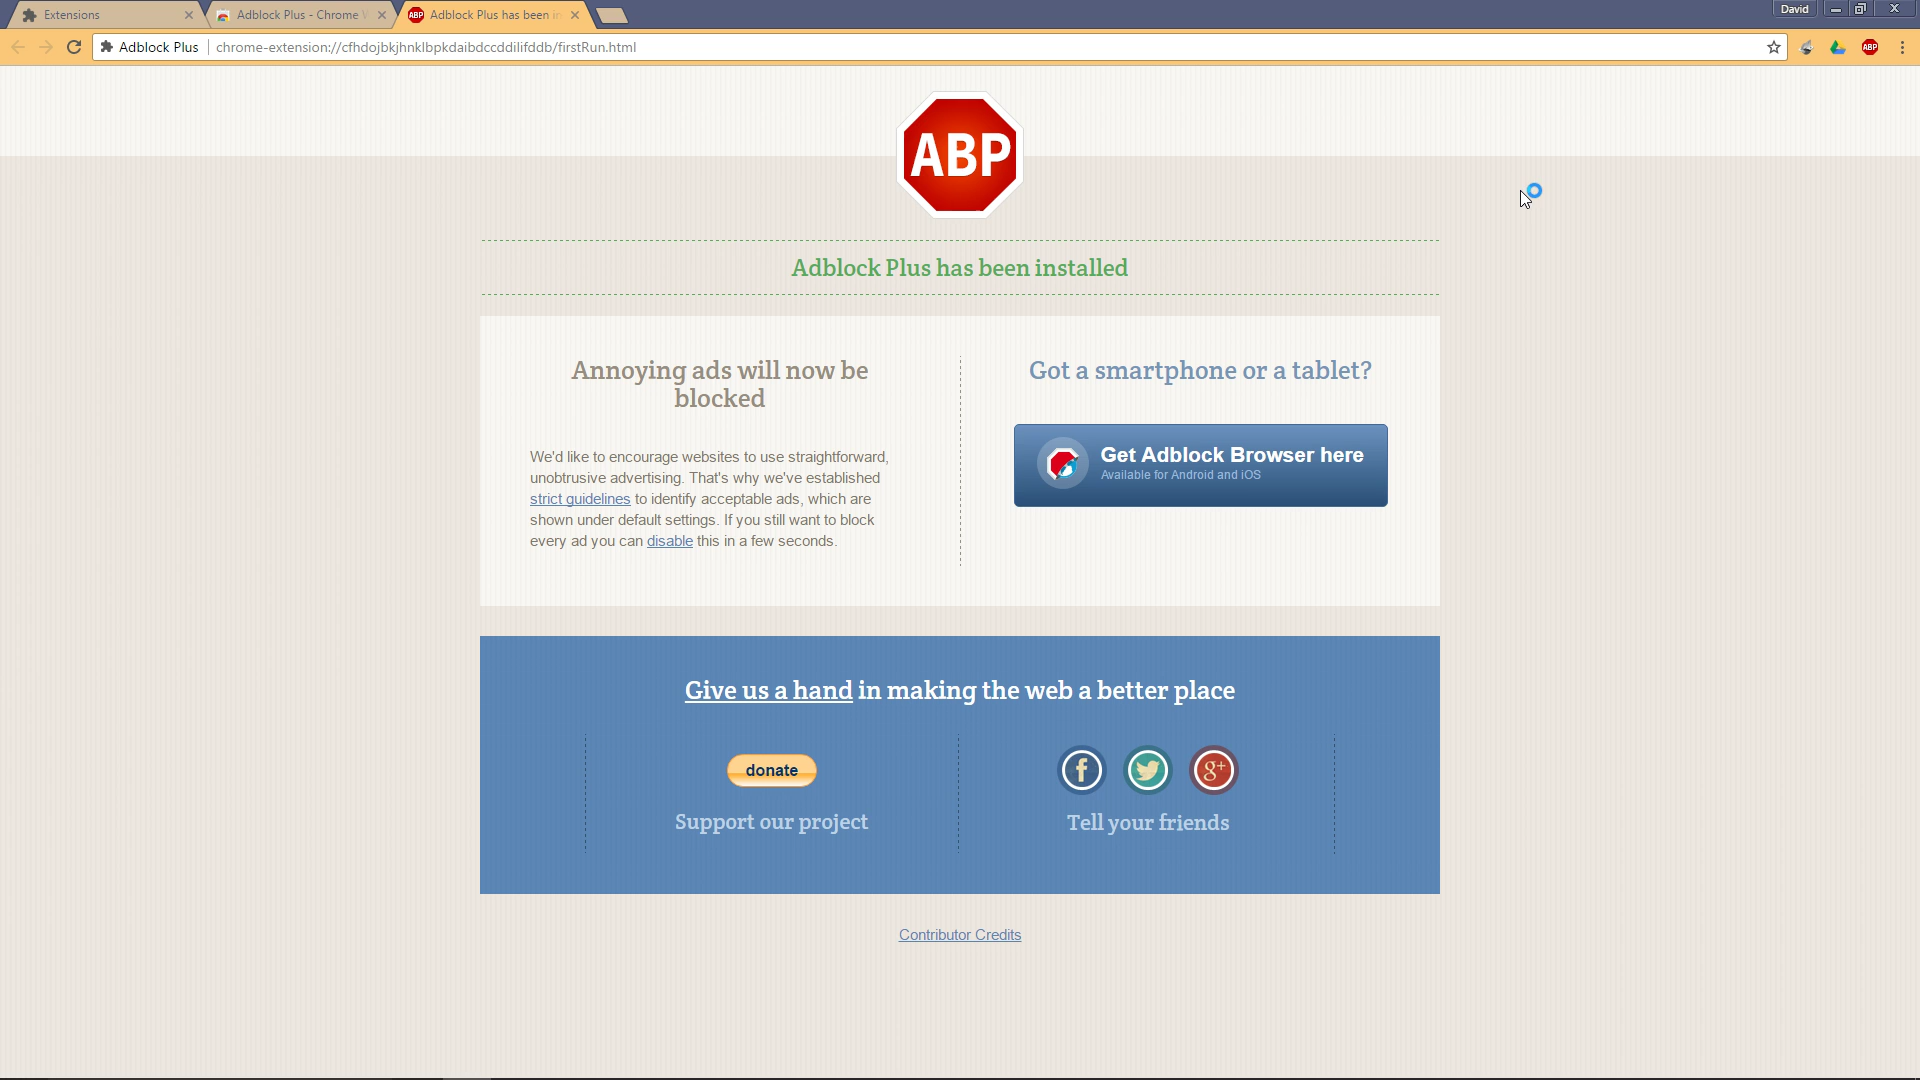 Extensions
Adblock Plus - Chrome W
Adblock Plus has been in
David
Adblock Plus
chrome-extension://cfhdojbkjhnklbpkdaibdccddilifddb/firstRun.html
ABP
ABP
ABP
Adblock Plus has been installed
Annoying ads will now be
blocked
We'd like to encourage websites to use straightforward,
unobtrusive advertising. That's why we've established
strict guidelines to identify acceptable ads, which are
shown under default settings. If you still want to block
every ad you can disable this in a few seconds.
Got a smartphone or a tablet?
Get Adblock Browser here
Available for Android and iOS
Give us a hand in making the web a better place
donate
Support our project
f
g+
Tell your friends
Contributor Credits